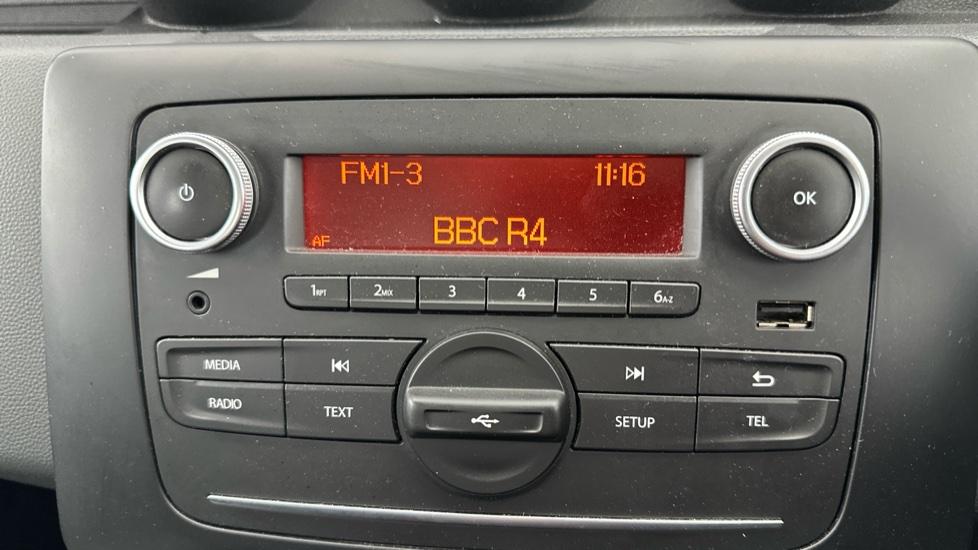 FM1-3 11:16
BBC R4
AF
OK
1RPT 2MIX 3 4 5 6A-Z
MEDIA
RADIO
TEXT
SETUP
TEL